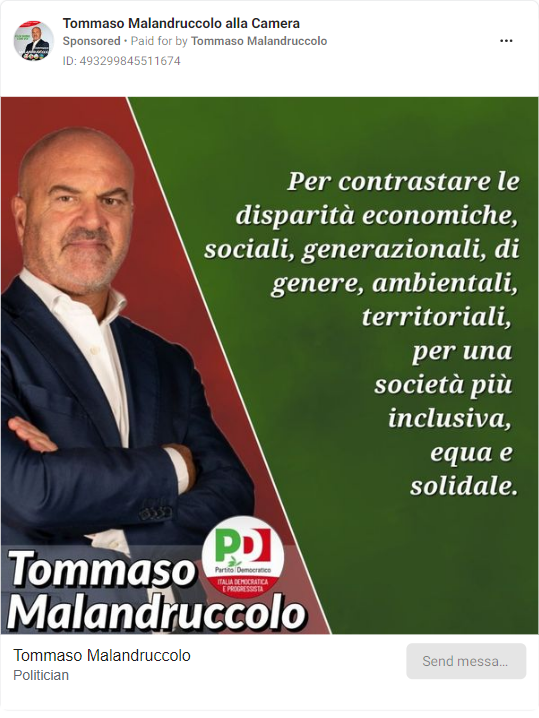 Tommaso Malandruccolo alla Camera
Sponsored • Paid for by Tommaso Malandruccolo
ID: 493299845511674
Per contrastare le
disparità economiche,
sociali, generazionali, di
genere, ambientali,
territoriali,
per una
società più
inclusiva,
equa e
solidale.
PD
Partito Democratico
ITALIA DEMOCRATICA
E PROGRESSISTA
Tommaso
Malandruccolo
Tommaso Malandruccolo
Politician
Send messa...